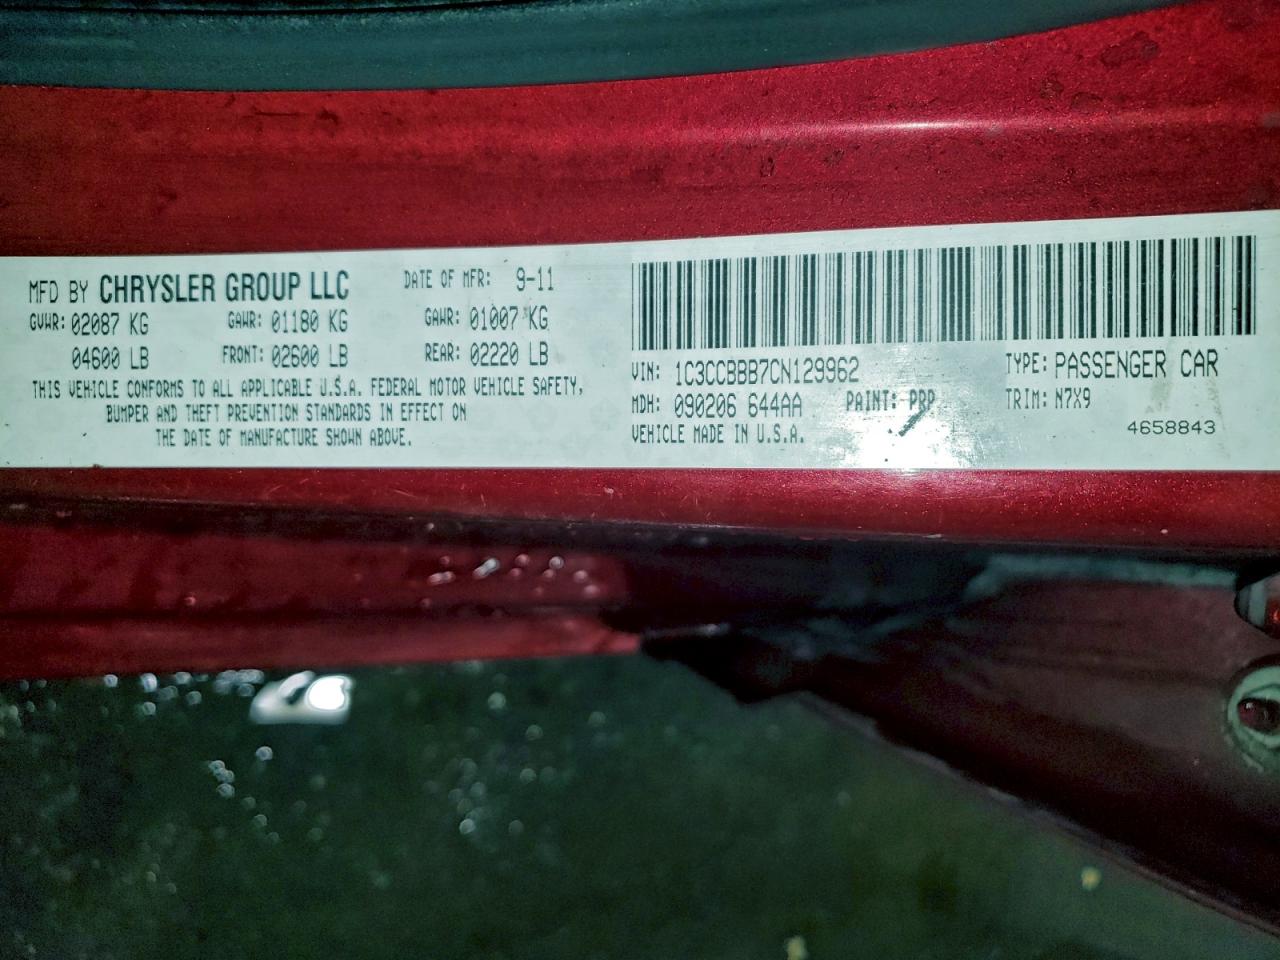 MFD BY CHRYSLER GROUP LLC DATE OF MFR: 9-11
GVWR: 02087 KG GAWR: 01180 KG GAWR: 01007 KG
04600 LB FRONT: 02600 LB REAR: 02220 LB
THIS VEHICLE CONFORMS TO ALL APPLICABLE U.S.A. FEDERAL MOTOR VEHICLE SAFETY,
BUMPER AND THEFT PREVENTION STANDARDS IN EFFECT ON
THE DATE OF MANUFACTURE SHOWN ABOVE.
VIN: 1C3CCBBB7CN129962 TYPE: PASSENGER CAR
MDH: 090206 644AA PAINT: PRP TRIM: N7X9
VEHICLE MADE IN U.S.A. 4658843